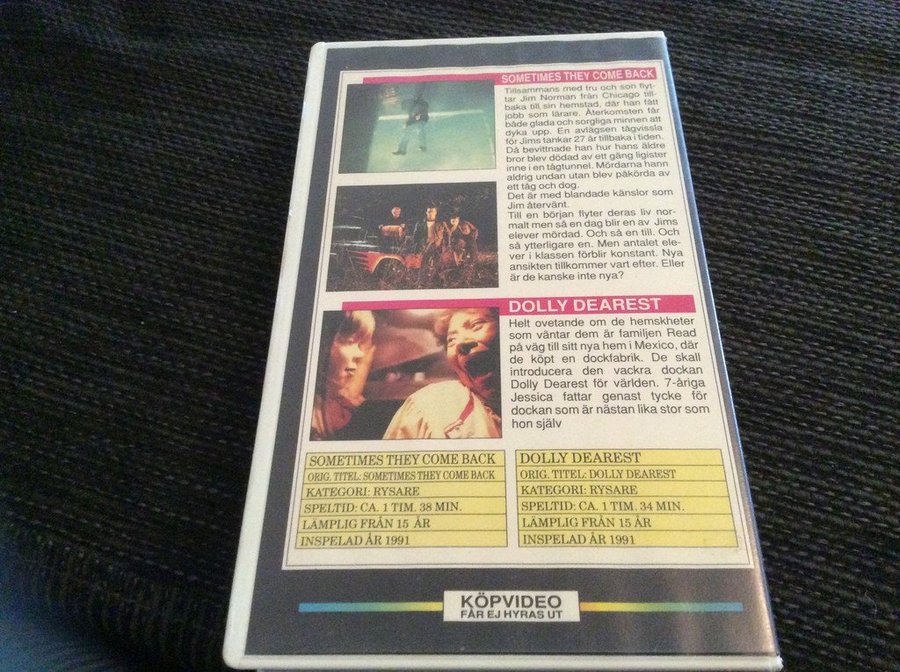 SOMETIMES THEY COME BACK
Tillsammans med fru och son flyt-
tar Jim Norman från Chicago till-
baka till sin hemstad, där han fått
jobb som lärare. Återkomsten får
både glada och sorgliga minnen att
dyka upp. En avlägsen tågvissla
för Jims tankar 27 år tillbaka i tiden.
Då bevittnade han hur hans äldre
bror blev dödad av ett gäng ligister
inne i en tågtunnel. Mördarna hann
aldrig undan utan blev påkörda av
ett tåg och dog.
Det är med blandade känslor som
Jim återvänt.
Till en början flyter deras liv nor-
malt men så en dag blir en av Jims
elever mördad. Och så en till. Och
så ytterligare en. Men antalet ele-
ver i klassen förblir konstant. Nya
ansikten tillkommer vart efter. Eller
är de kanske inte nya?
DOLLY DEAREST
Helt ovetande om de hemskheter
som väntar dem är familjen Read
på väg till sitt nya hem i Mexico, där
de köpt en dockfabrik. De skall
introducera den vackra dockan
Dolly Dearest för världen. 7-åriga
Jessica fattar genast tycke för
dockan som är nästan lika stor som
hon själv
SOMETIMES THEY COME BACK
ORIG. TITEL: SOMETIMES THEY COME BACK
KATEGORI: RYSARE
SPELTID: CA. 1 TIM. 38 MIN.
LÄMPLIG FRÅN 15 ÅR
INSPELAD ÅR 1991
DOLLY DEAREST
ORIG. TITEL: DOLLY DEAREST
KATEGORI: RYSARE
SPELTID: CA. 1 TIM. 34 MIN.
LÄMPLIG FRÅN 15 ÅR
INSPELAD ÅR 1991
KÖPVIDEO
FÅR EJ HYRAS UT